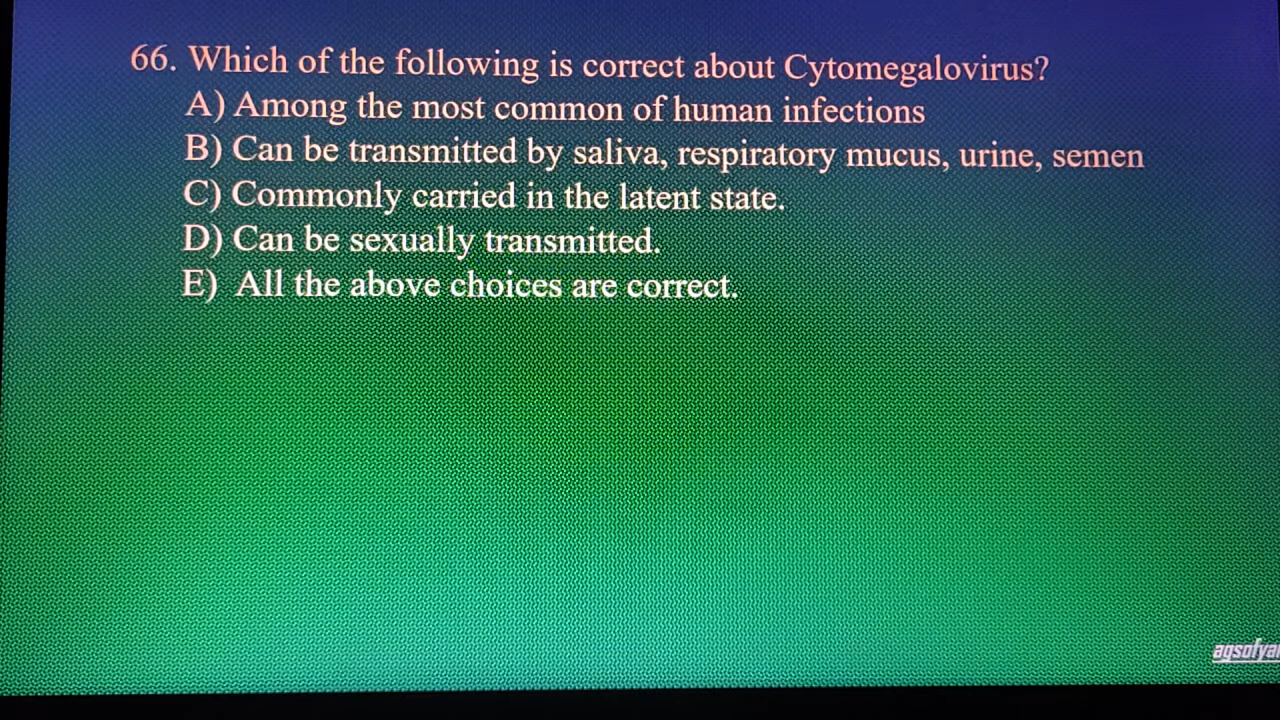 66. Which of the following is correct about Cytomegalovirus?
A) Among the most common of human infections
B) Can be transmitted by saliva, respiratory mucus, urine, semen
C) Commonly carried in the latent state.
D) Can be sexually transmitted.
E) All the above choices are correct.